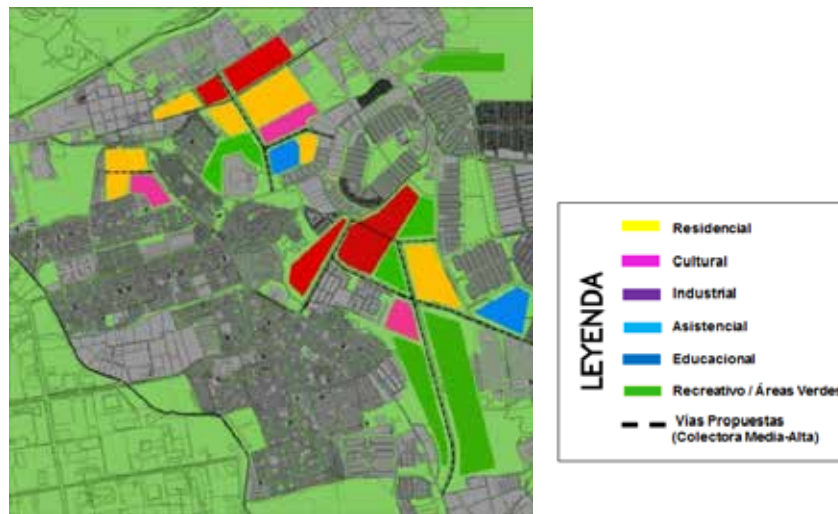 LEYENDA
Residencial
Cultural
Industrial
Asistencial
Educacional
Recreativo / Áreas Verdes
Vías Propuestas
(Colectora Media-Alta)